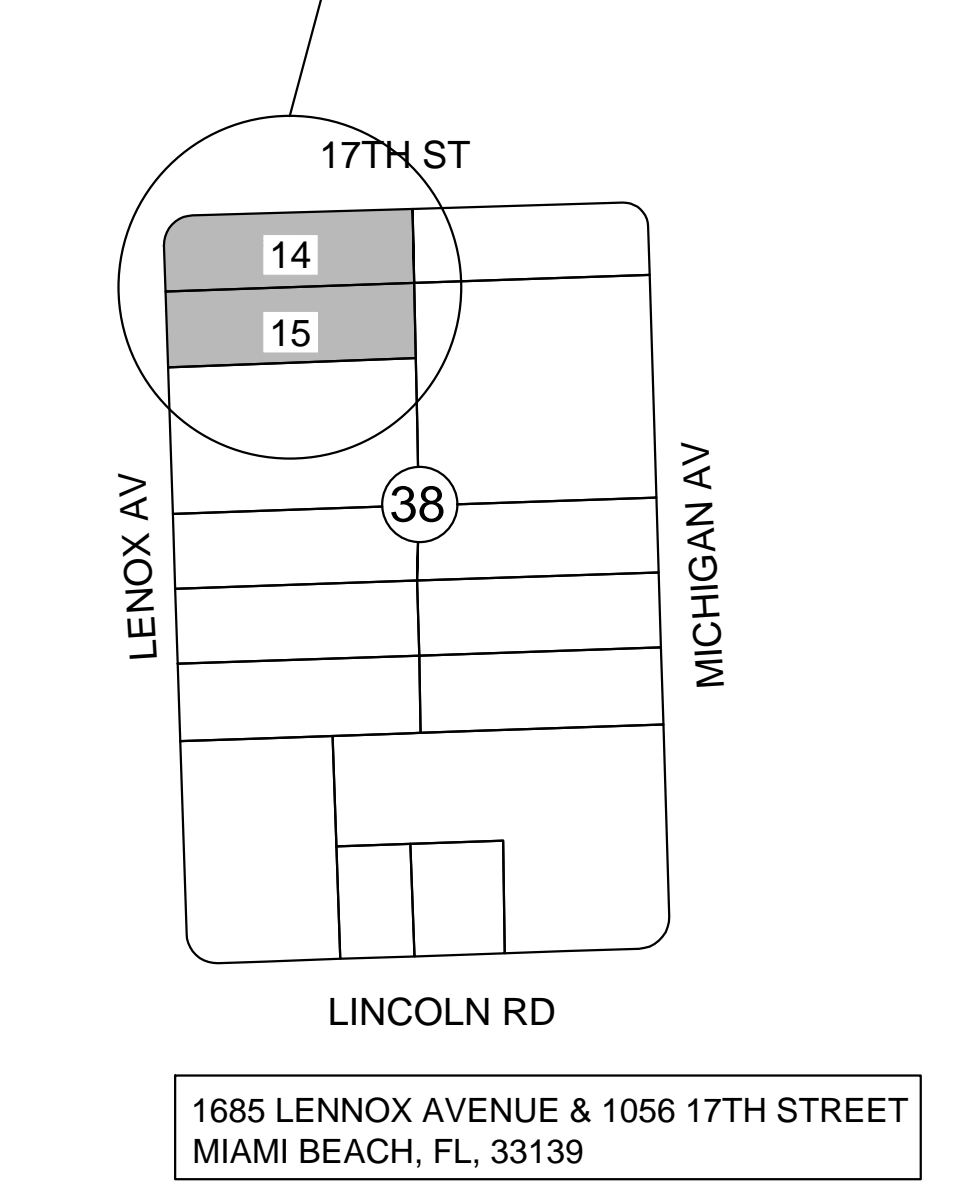 17TH ST
14
15
38
LENOX AV
MICHIGAN AV
LINCOLN RD
1685 LENNOX AVENUE & 1056 17TH STREET
MIAMI BEACH, FL, 33139